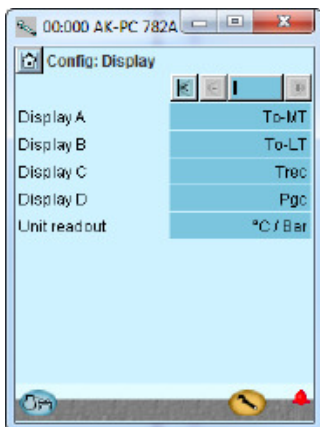 00:000 AK-PC 782A
Config: Display
Display A To-MT
Display B To-LT
Display C Trec
Display D Pgc
Unit readout °C / Bar